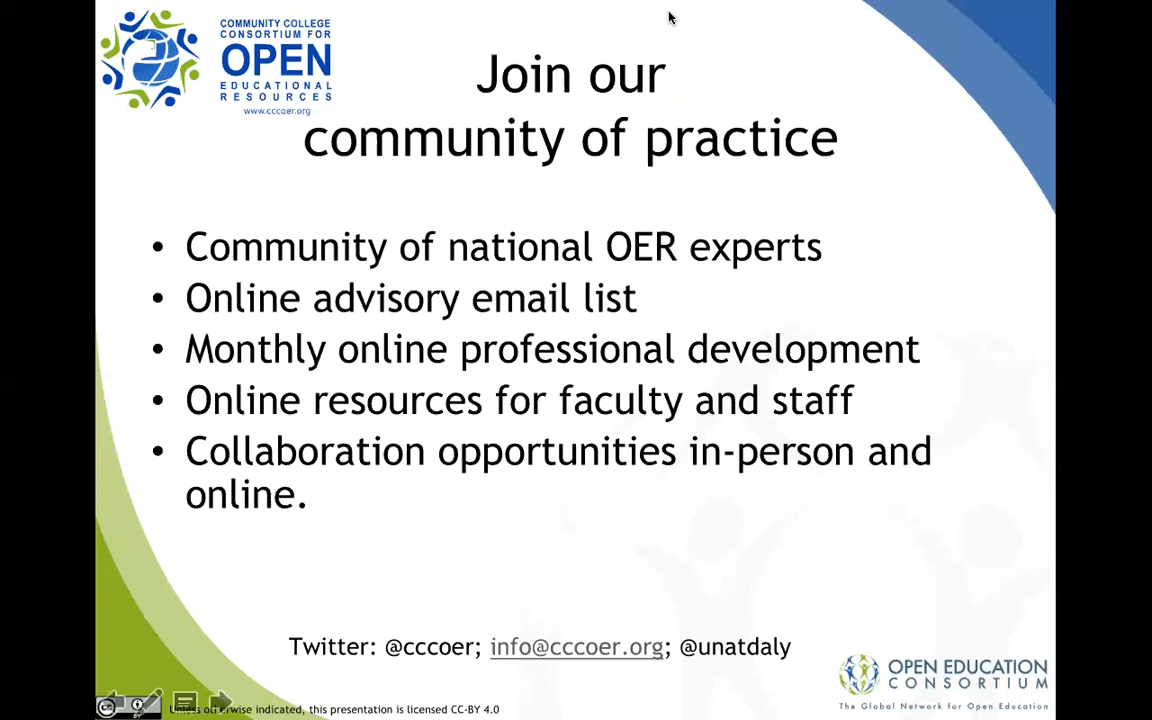 COMMUNITY COLLEGE
CONSORTIUM FOR
OPEN
EDUCATIONAL
RESOURCES
www.cccoer.org
Join our
community of practice
• Community of national OER experts
• Online advisory email list
• Monthly online professional development
• Online resources for faculty and staff
• Collaboration opportunities in-person and
online.
Twitter: @cccoer; info@cccoer.org; @unatdaly
OPEN EDUCATION
CONSORTIUM
The Global Network for Open Education
cc
BY
Unless otherwise indicated, this presentation is licensed CC-BY 4.0